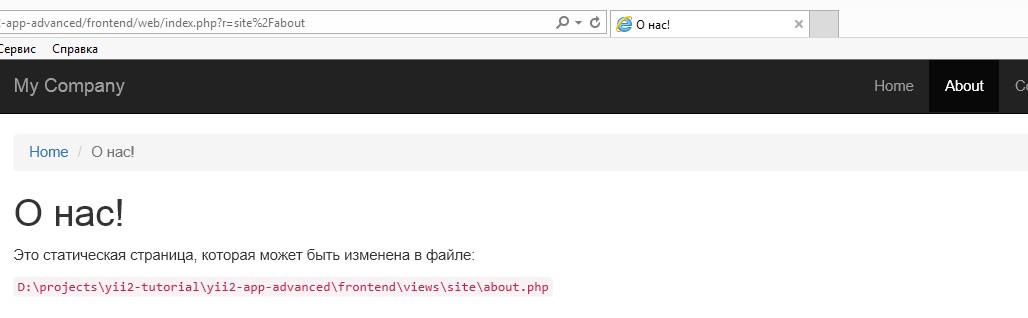 -app-advanced/frontend/web/index.php?r=site%2Fabout
О нас!
Сервис Справка
My Company Home About
Home / О нас!
О нас!
Это статическая страница, которая может быть изменена в файле:
D:\projects\yii2-tutorial\yii2-app-advanced\frontend\views\site\about.php